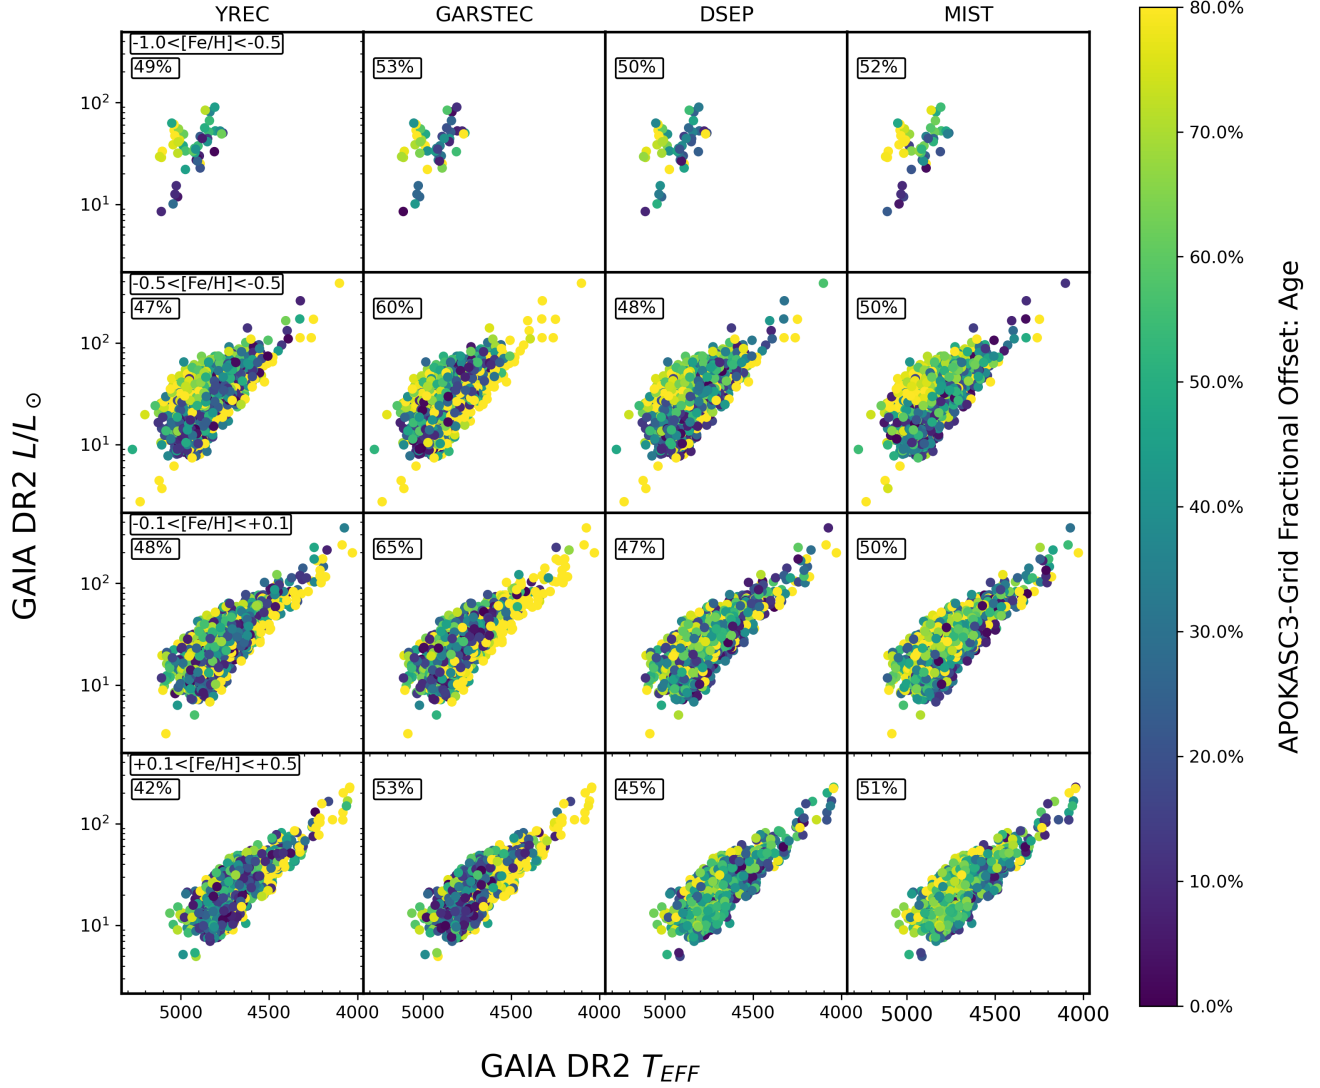 YREC GARSTEC DSEP MIST
-1.0<[Fe/H]<-0.5
49% 53% 50% 52%
10²
10¹
-0.5<[Fe/H]<-0.5
47% 60% 48% 50%
10²
10¹
-0.1<[Fe/H]<+0.1
48% 65% 47% 50%
10²
10¹
+0.1<[Fe/H]<+0.5
42% 53% 45% 51%
10²
10¹
5000 4500 4000 5000 4500 4000 5000 4500 4000 5000 4500 4000
GAIA DR2 T_EFF
GAIA DR2 L/L⊙
80.0%
70.0%
60.0%
50.0%
40.0%
30.0%
20.0%
10.0%
0.0%
APOKASC3-Grid Fractional Offset: Age